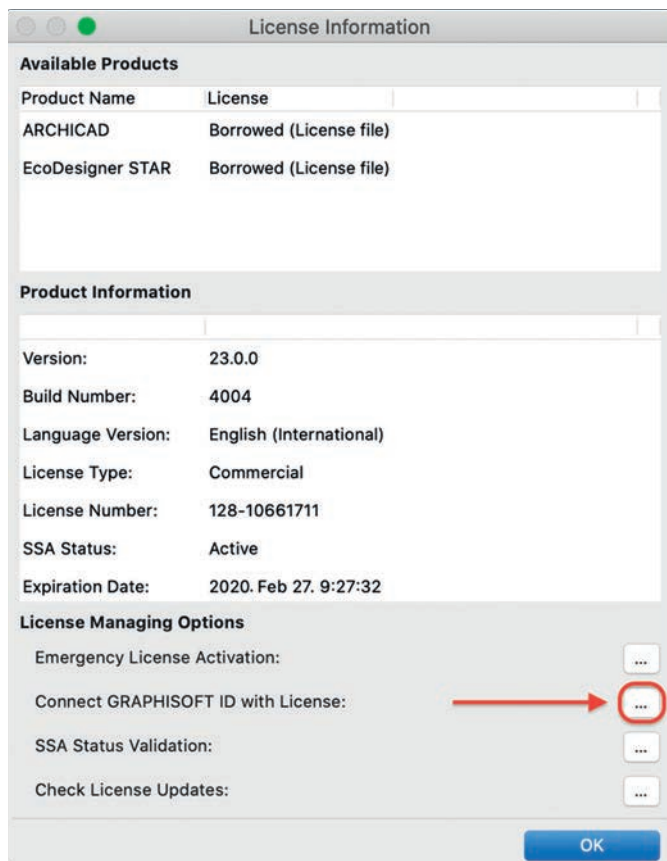 License Information
Available Products
Product Name License
ARCHICAD Borrowed (License file)
EcoDesigner STAR Borrowed (License file)
Product Information
Version: 23.0.0
Build Number: 4004
Language Version: English (International)
License Type: Commercial
License Number: 128-10661711
SSA Status: Active
Expiration Date: 2020. Feb 27. 9:27:32
License Managing Options
Emergency License Activation: ...
Connect GRAPHISOFT ID with License: ...
SSA Status Validation: ...
Check License Updates: ...
OK